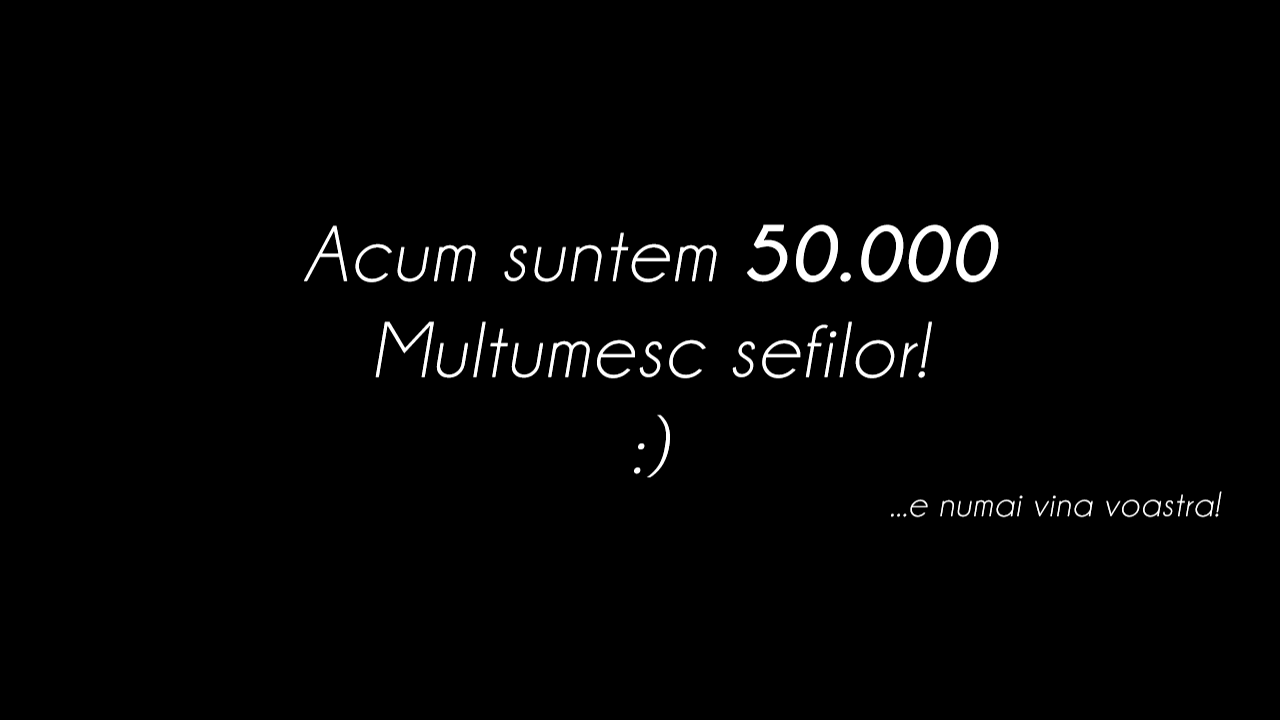 Acum suntem 50.000
Multumesc sefilor!
:)
...e numai vina voastra!